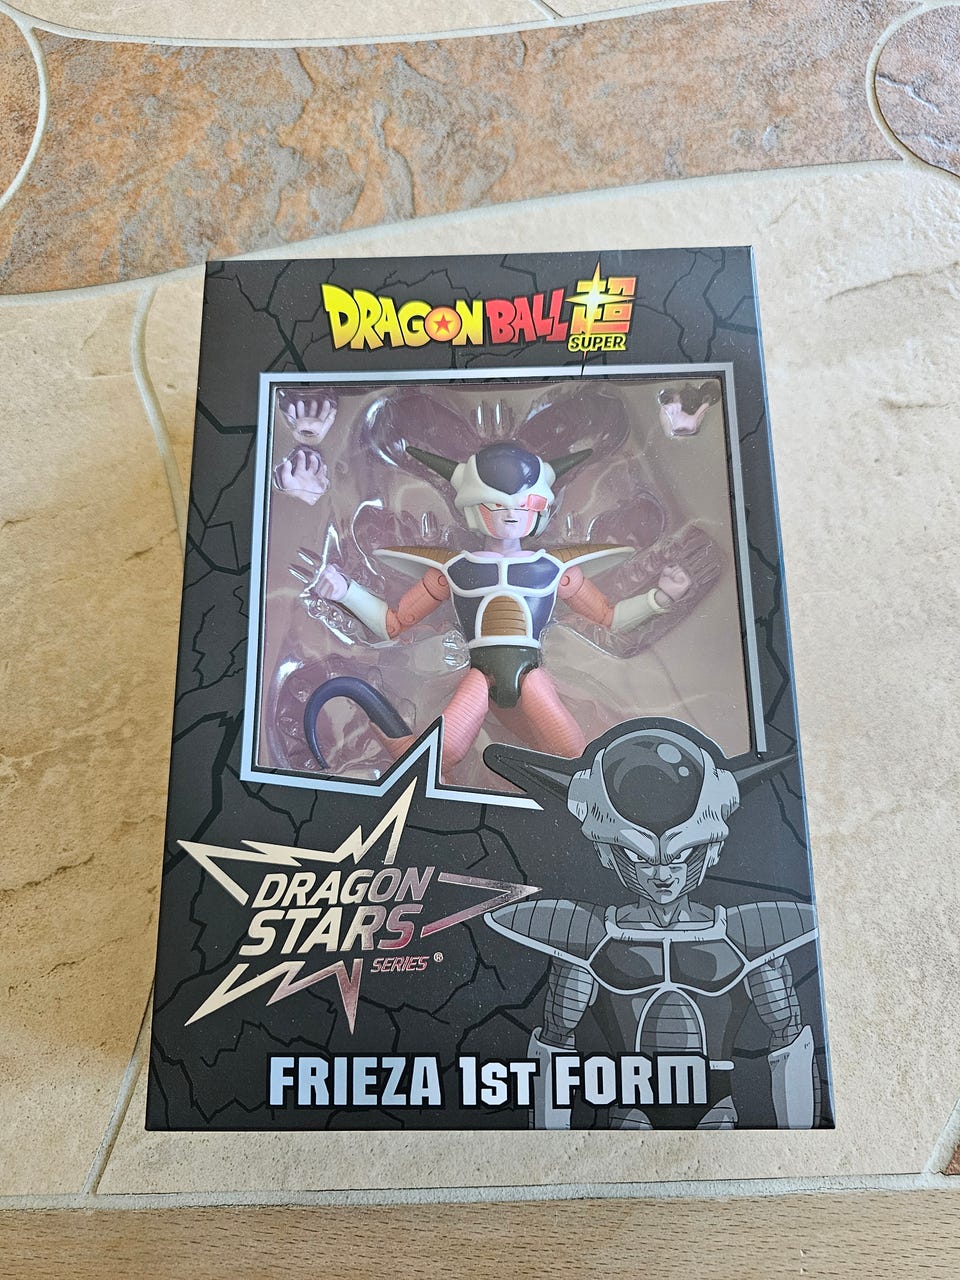 DRAGON BALL 超
SUPER
DRAGON
STARS
SERIES ®
FRIEZA 1ST FORM